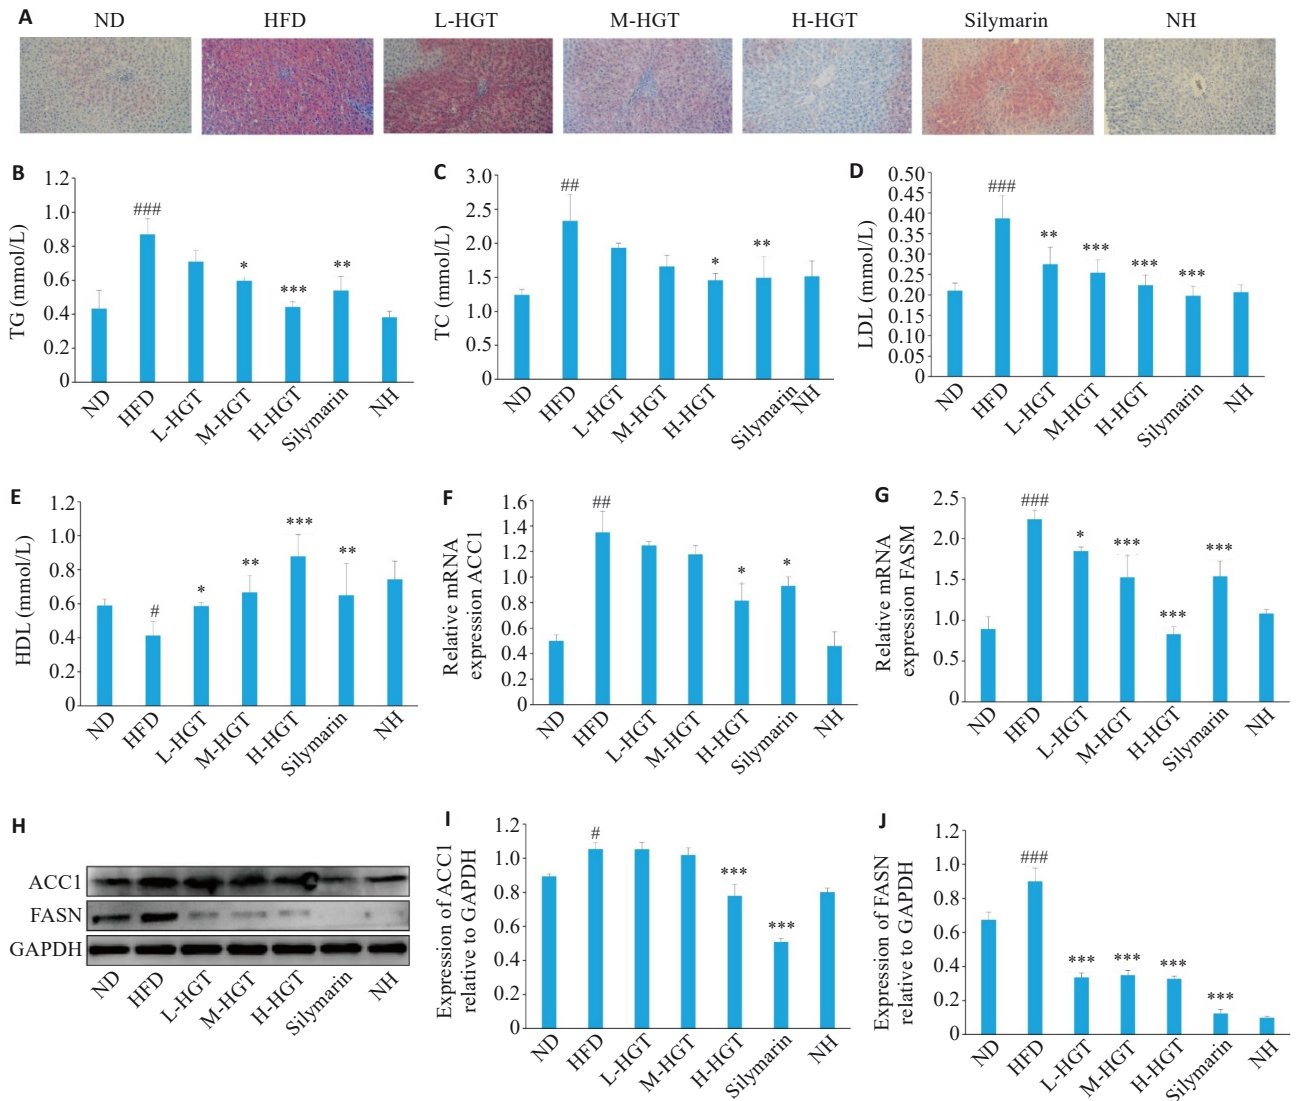 A
ND
HFD
L-HGT
M-HGT
H-HGT
Silymarin
NH
B
TG (mmol/L)
1.2
1.0
0.8
0.6
0.4
0.2
0
###
*
***
**
ND
HFD
L-HGT
M-HGT
H-HGT
Silymarin
NH
C
TC (mmol/L)
3.0
2.5
2.0
1.5
1.0
0.5
0
##
*
**
ND
HFD
L-HGT
M-HGT
H-HGT
Silymarin
NH
D
LDL (mmol/L)
0.50
0.45
0.40
0.35
0.30
0.25
0.20
0.15
0.10
0.05
0
###
**
***
***
***
ND
HFD
L-HGT
M-HGT
H-HGT
Silymarin
NH
E
HDL (mmol/L)
1.2
1.0
0.8
0.6
0.4
0.2
0
#
*
**
***
**
ND
HFD
L-HGT
M-HGT
H-HGT
Silymarin
NH
F
Relative mRNA
expression ACC1
1.6
1.4
1.2
1.0
0.8
0.6
0.4
0.2
0
##
*
*
ND
HFD
L-HGT
M-HGT
H-HGT
Silymarin
NH
G
Relative mRNA
expression FASM
2.5
2.0
1.5
1.0
0.5
0
###
*
***
***
***
ND
HFD
L-HGT
M-HGT
H-HGT
Silymarin
NH
H
ACC1
FASN
GAPDH
ND
HFD
L-HGT
M-HGT
H-HGT
Silymarin
NH
I
Expression of ACC1
relative to GAPDH
1.2
1.0
0.8
0.6
0.4
0.2
0
#
***
***
ND
HFD
L-HGT
M-HGT
H-HGT
Silymarin
NH
J
Expression of FASN
relative to GAPDH
1.2
1.0
0.8
0.6
0.4
0.2
0
###
***
***
***
***
ND
HFD
L-HGT
M-HGT
H-HGT
Silymarin
NH